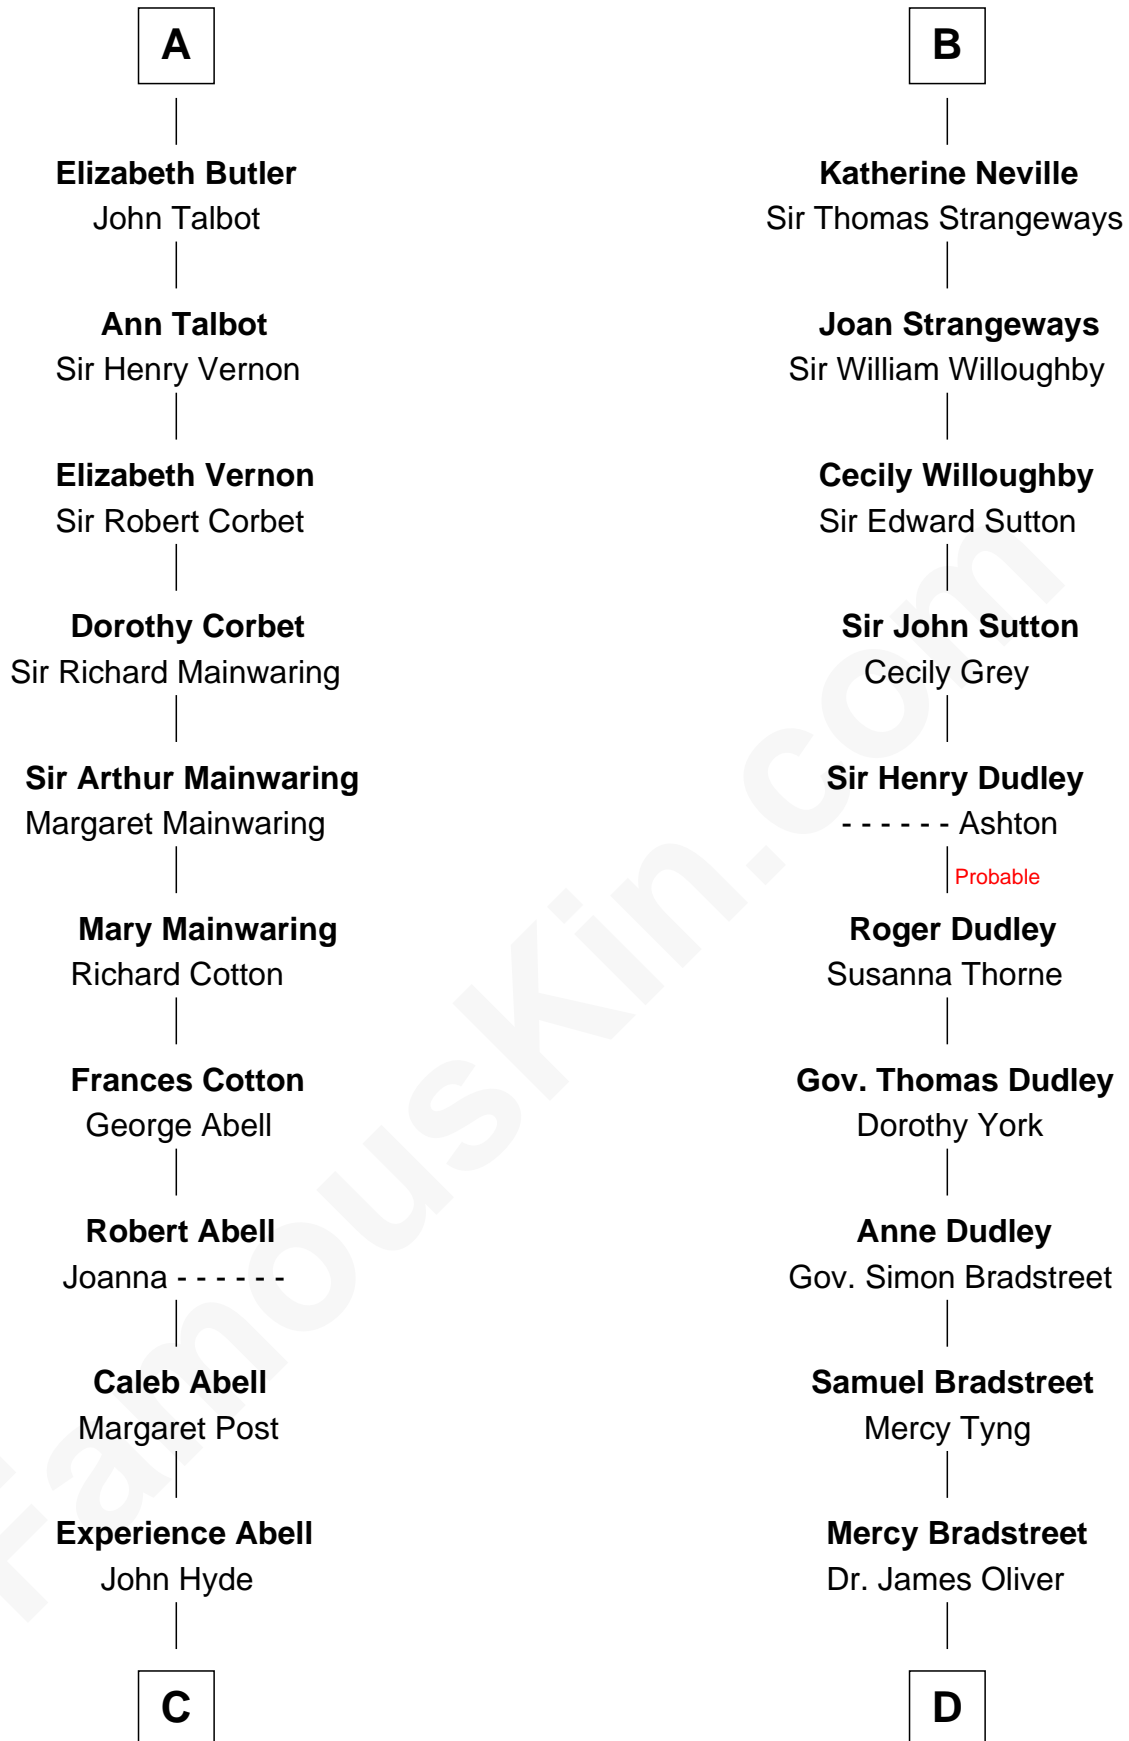 A
Elizabeth Butler
John Talbot
Ann Talbot
Sir Henry Vernon
Elizabeth Vernon
Sir Robert Corbet
Dorothy Corbet
Sir Richard Mainwaring
Sir Arthur Mainwaring
Margaret Mainwaring
Mary Mainwaring
Richard Cotton
Frances Cotton
George Abell
Robert Abell
Joanna - - - - - -
Caleb Abell
Margaret Post
Experience Abell
John Hyde
C
B
Katherine Neville
Sir Thomas Strangeways
Joan Strangeways
Sir William Willoughby
Cecily Willoughby
Sir Edward Sutton
Sir John Sutton
Cecily Grey
Sir Henry Dudley
- - - - - - Ashton
Probable
Roger Dudley
Susanna Thorne
Gov. Thomas Dudley
Dorothy York
Anne Dudley
Gov. Simon Bradstreet
Samuel Bradstreet
Mercy Tyng
Mercy Bradstreet
Dr. James Oliver
D
FamousKin.com